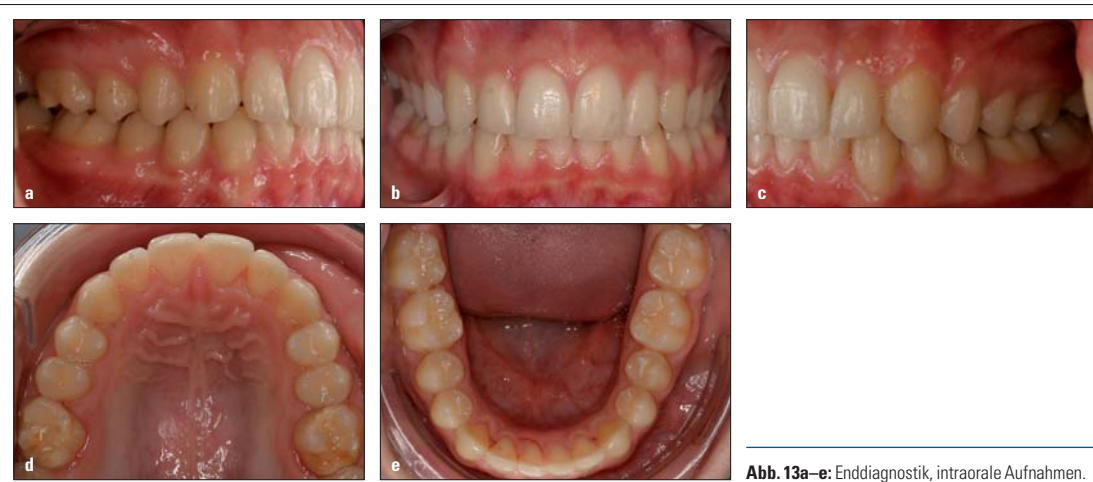 a
b
c
d
e
Abb. 13a–e: Enddiagnostik, intraorale Aufnahmen.